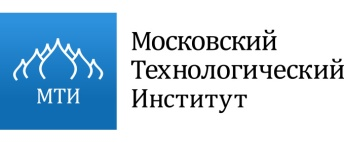 МТИ
Московский
Технологический
Институт